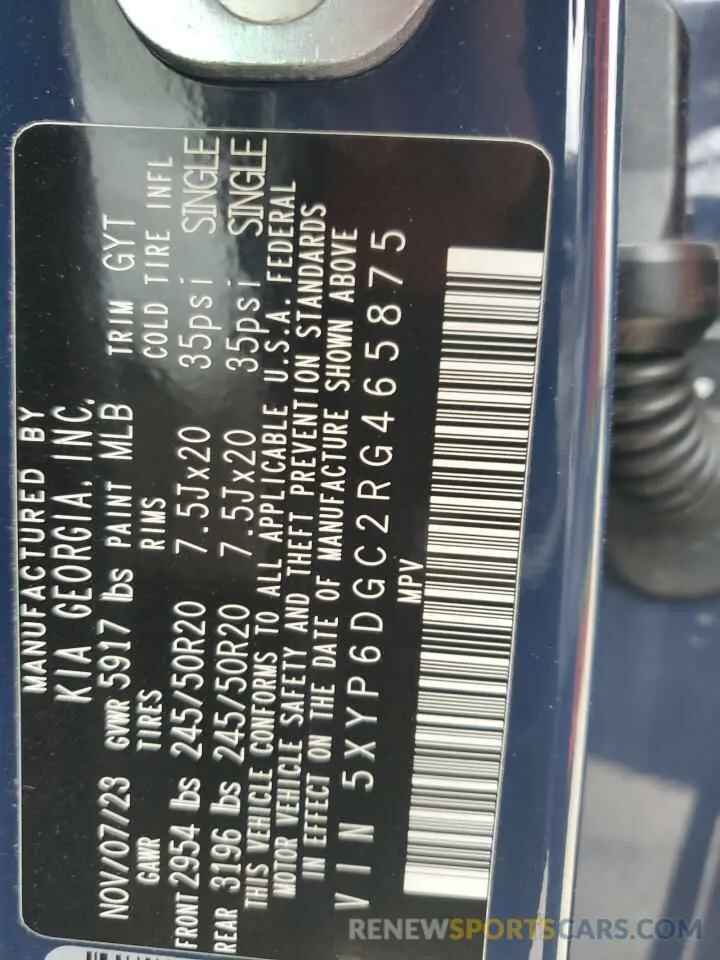 MANUFACTURED BY
KIA GEORGIA, INC.
NOV/07/23 GVWR 5917 lbs PAINT MLB TRIM GYT
GAWR TIRES RIMS COLD TIRE INFL
FRONT 2954 lbs 245/50R20 7.5Jx20 35psi SINGLE
REAR 3196 lbs 245/50R20 7.5Jx20 35psi SINGLE
THIS VEHICLE CONFORMS TO ALL APPLICABLE U.S.A. FEDERAL
MOTOR VEHICLE SAFETY AND THEFT PREVENTION STANDARDS
IN EFFECT ON THE DATE OF MANUFACTURE SHOWN ABOVE
VIN 5XYP6DGC2RG465875
MPV
RENEWSPORTSCARS.COM